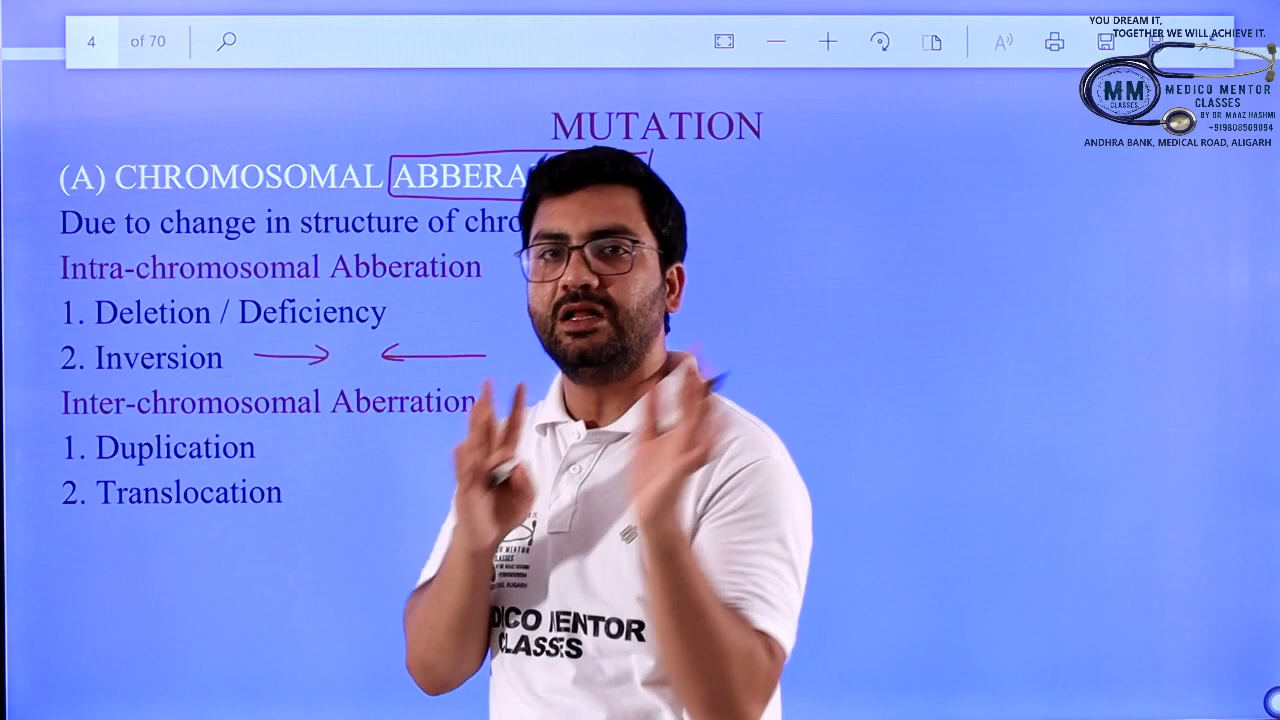 4 of 70
YOU DREAM IT,
TOGETHER WE WILL ACHIEVE IT.
MM
CLASSES
MEDICO MENTOR
CLASSES
BY DR. MAAZ HASHMI
+919808509094
ANDHRA BANK, MEDICAL ROAD, ALIGARH
MUTATION
(A) CHROMOSOMAL ABBERA
Due to change in structure of chro
Intra-chromosomal Abberation
1. Deletion / Deficiency
2. Inversion
Inter-chromosomal Aberration
1. Duplication
2. Translocation
MENTOR
CLASSES